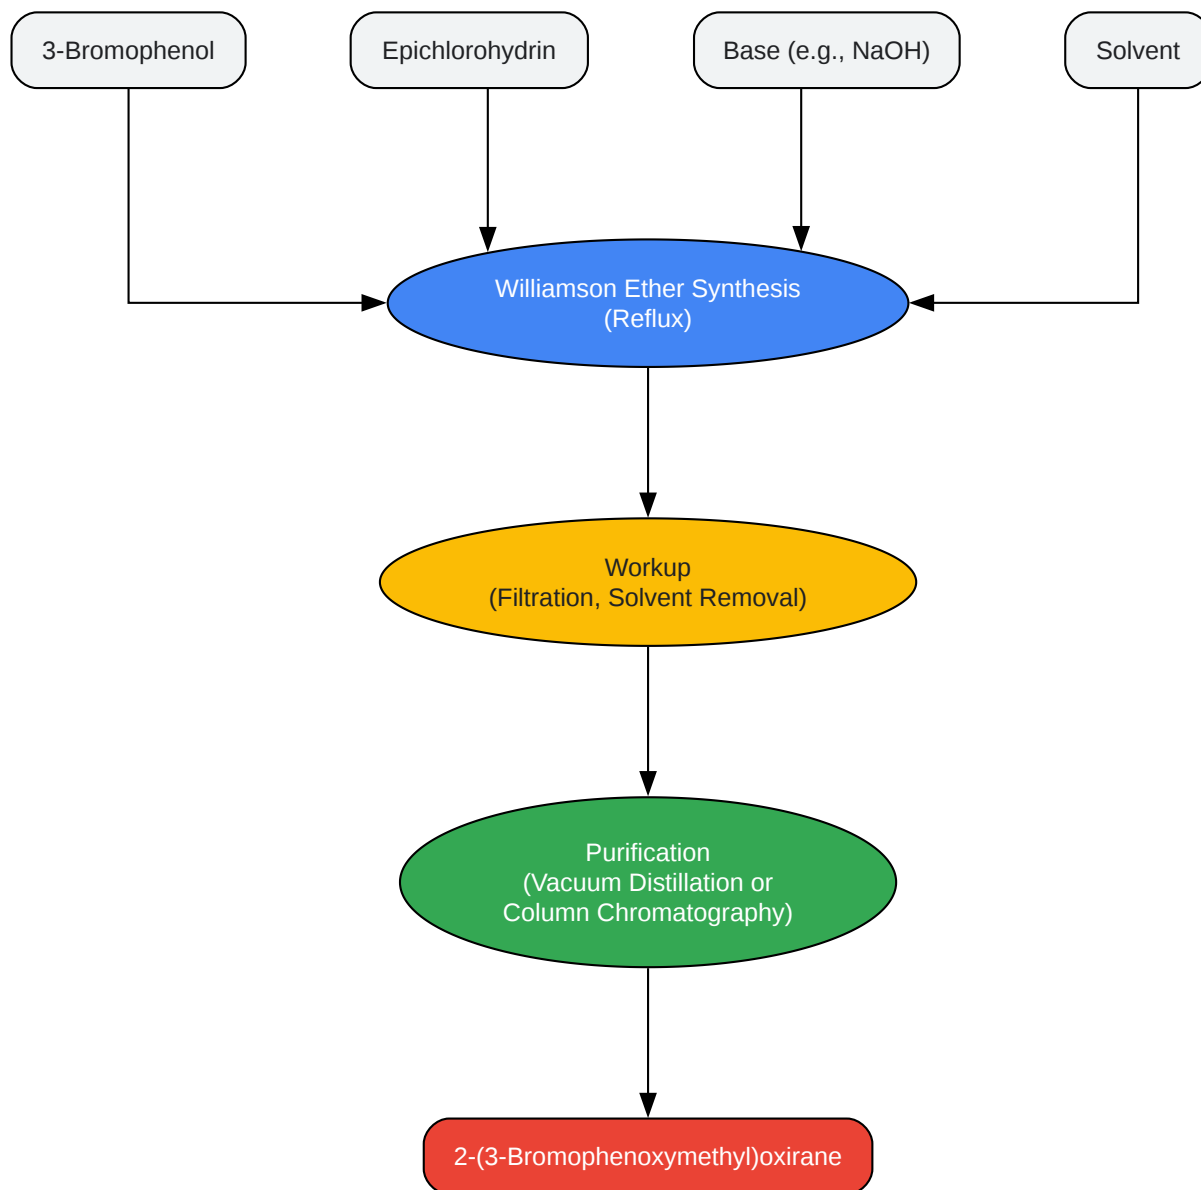 3-Bromophenol
Epichlorohydrin
Base (e.g., NaOH)
Solvent
Williamson Ether Synthesis
(Reflux)
Workup
(Filtration, Solvent Removal)
Purification
(Vacuum Distillation or
Column Chromatography)
2-(3-Bromophenoxymethyl)oxirane